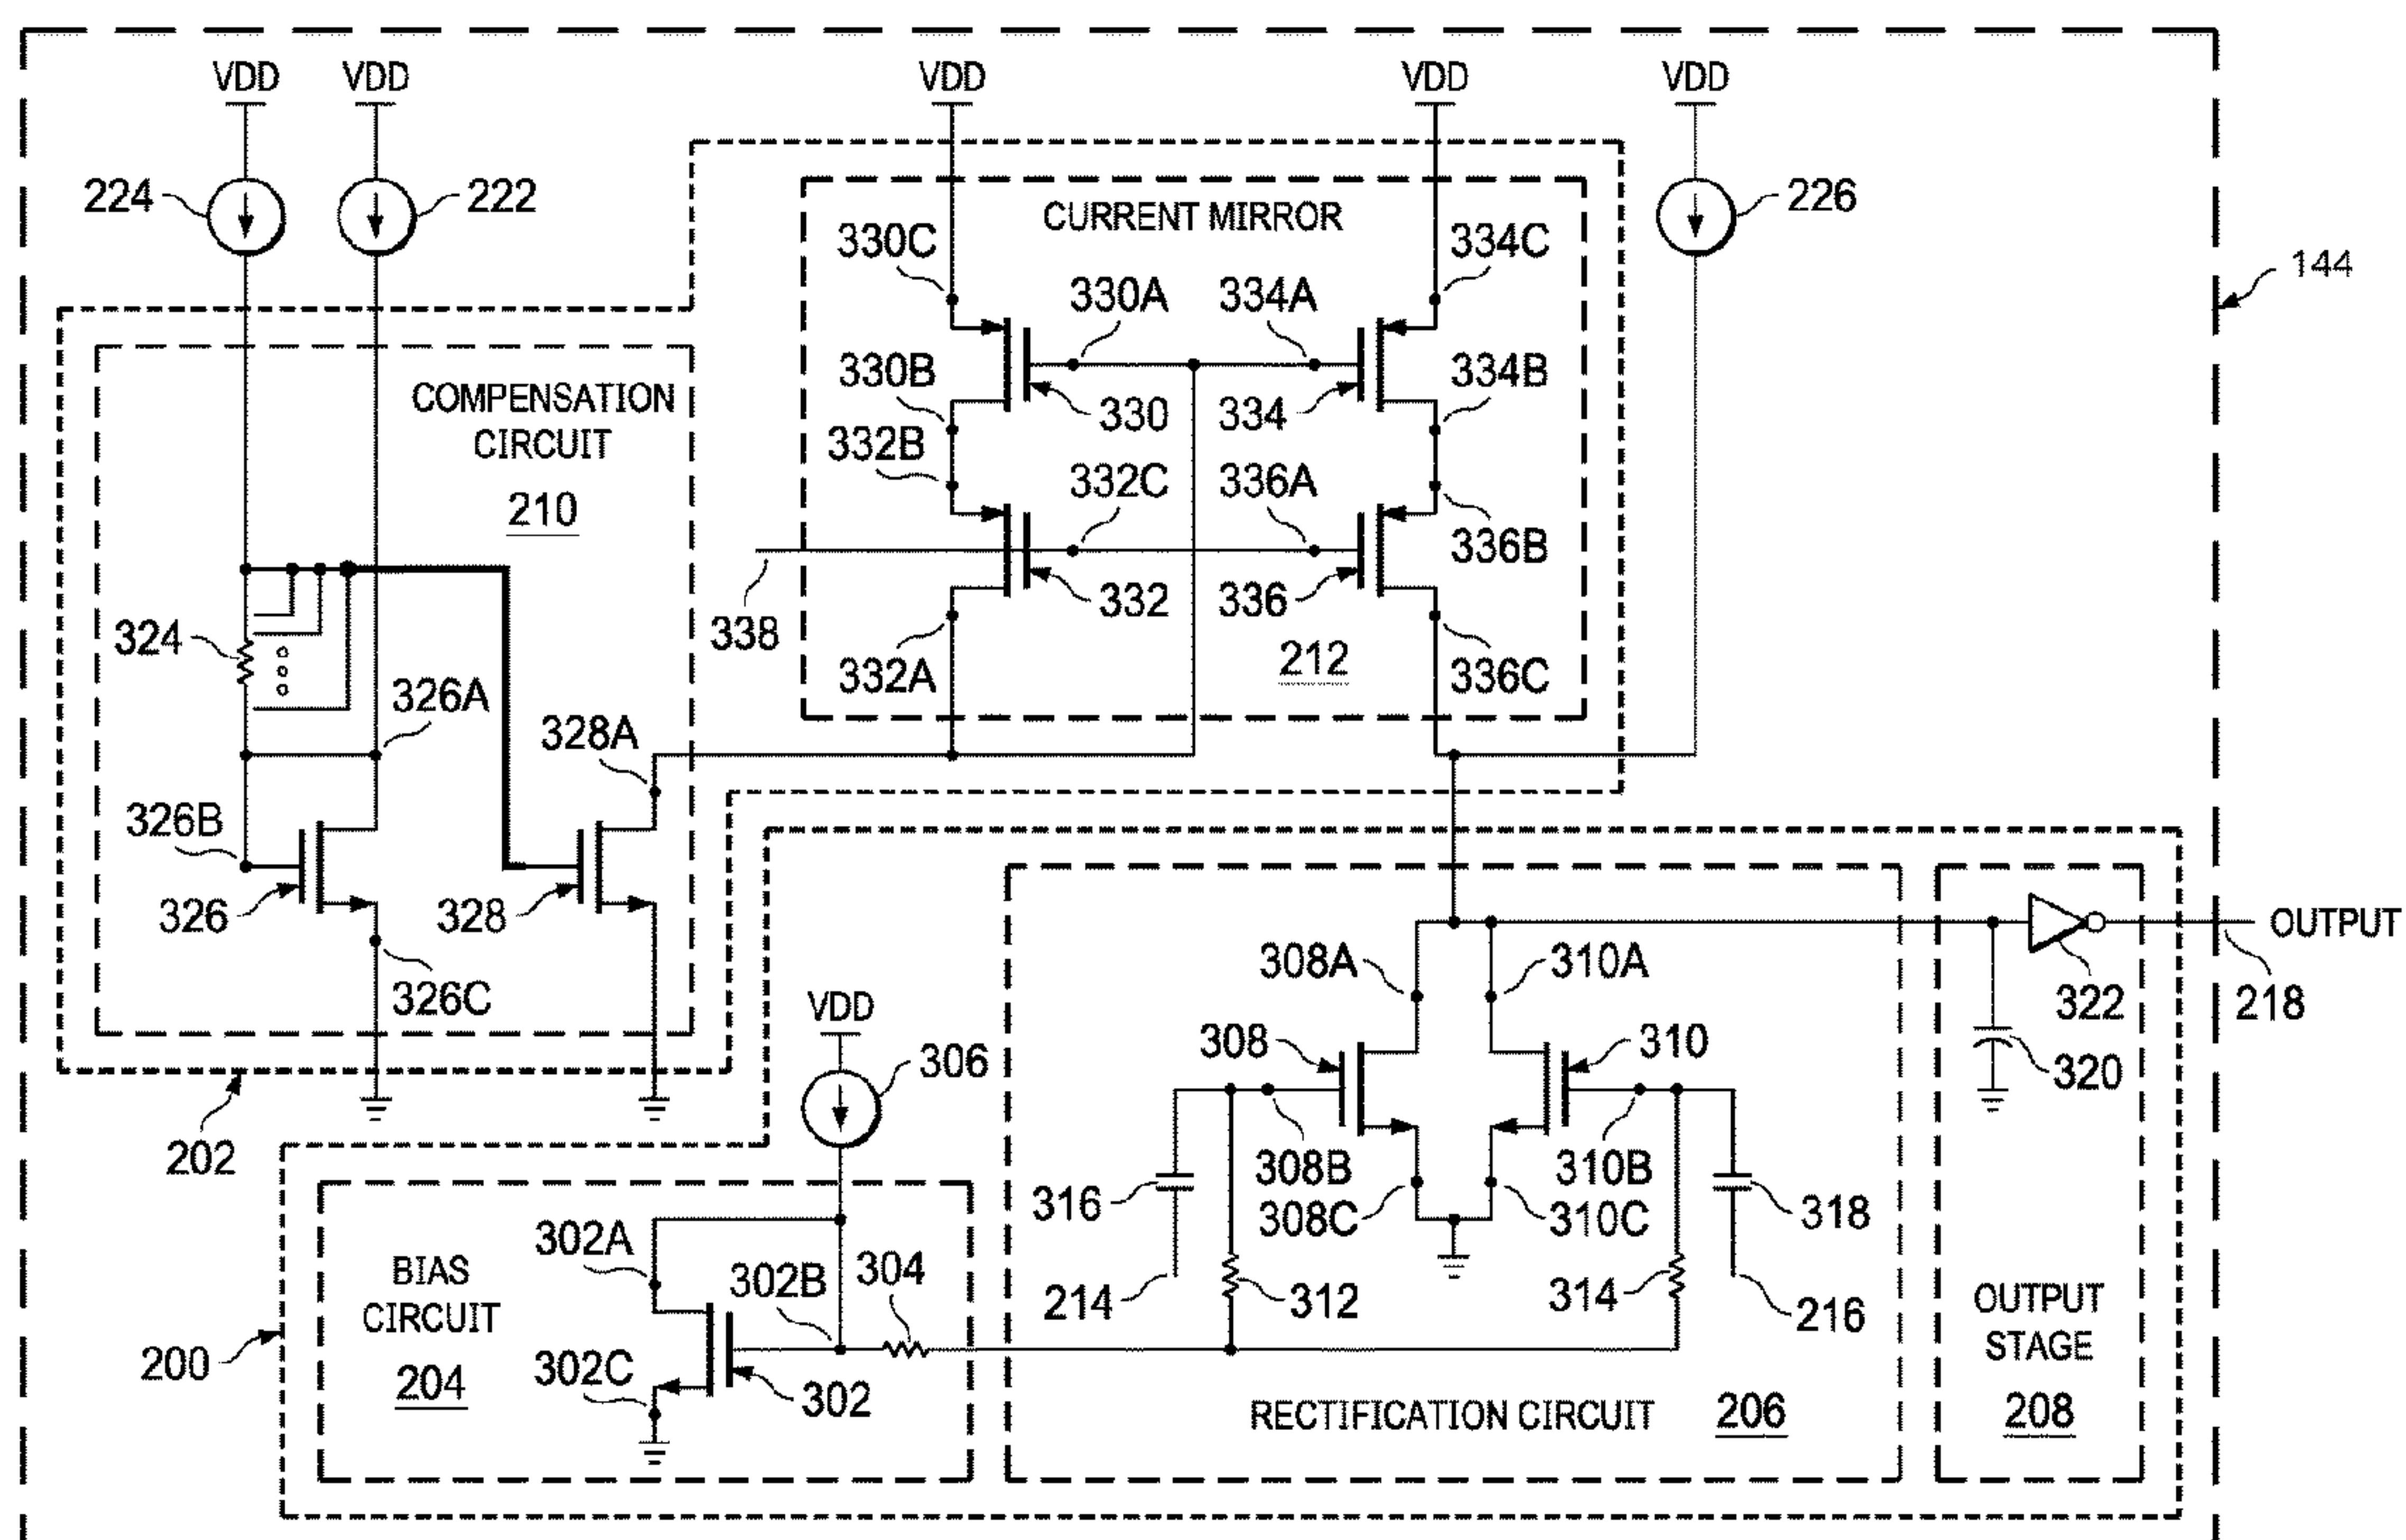 VDD VDD VDD VDD VDD
224 222 226
CURRENT MIRROR
330C 334C
144
330A 334A
330B 334B
COMPENSATION
CIRCUIT
210
330 334
332B
332C 336A
336B
332 336
338
324
212
332A 336C
326A
328A
326B
326 328
326C
OUTPUT
308A 310A
322 218
VDD
308 310
306 320
202
308B 310B
316 308C 310C 318
302A
BIAS
CIRCUIT
204
302B 304
214 312 314 216
OUTPUT
STAGE
208
200
302C
302
RECTIFICATION CIRCUIT 206